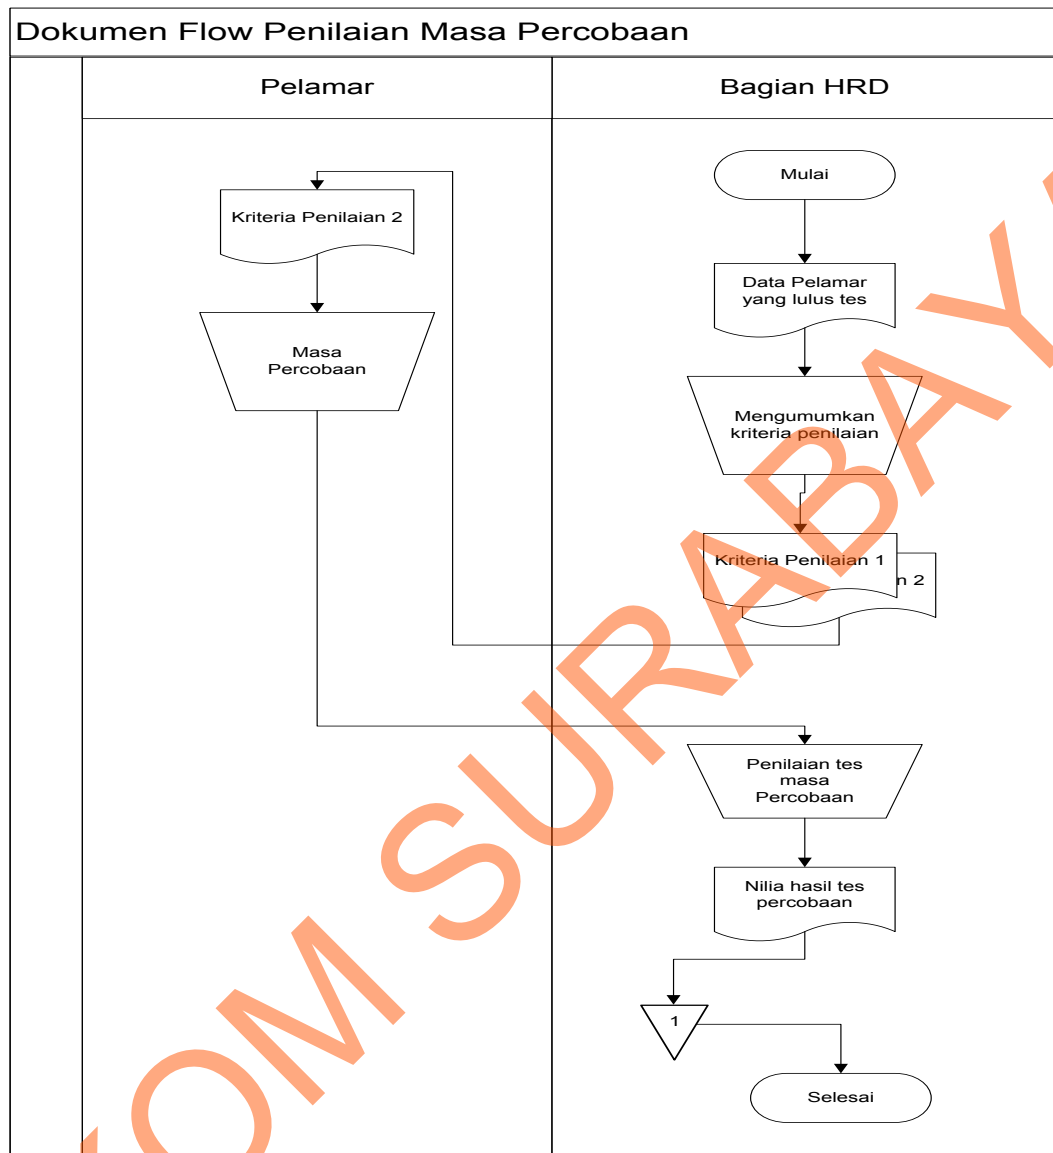 Dokumen Flow Penilaian Masa Percobaan
Pelamar
Bagian HRD
Mulai
Kriteria Penilaian 2
Data Pelamar
yang lulus tes
Masa
Percobaan
Mengumumkan
kriteria penilaian
Kriteria Penilaian 1
n 2
Penilaian tes
masa
Percobaan
Nilia hasil tes
percobaan
1
Selesai
OM SURABAY